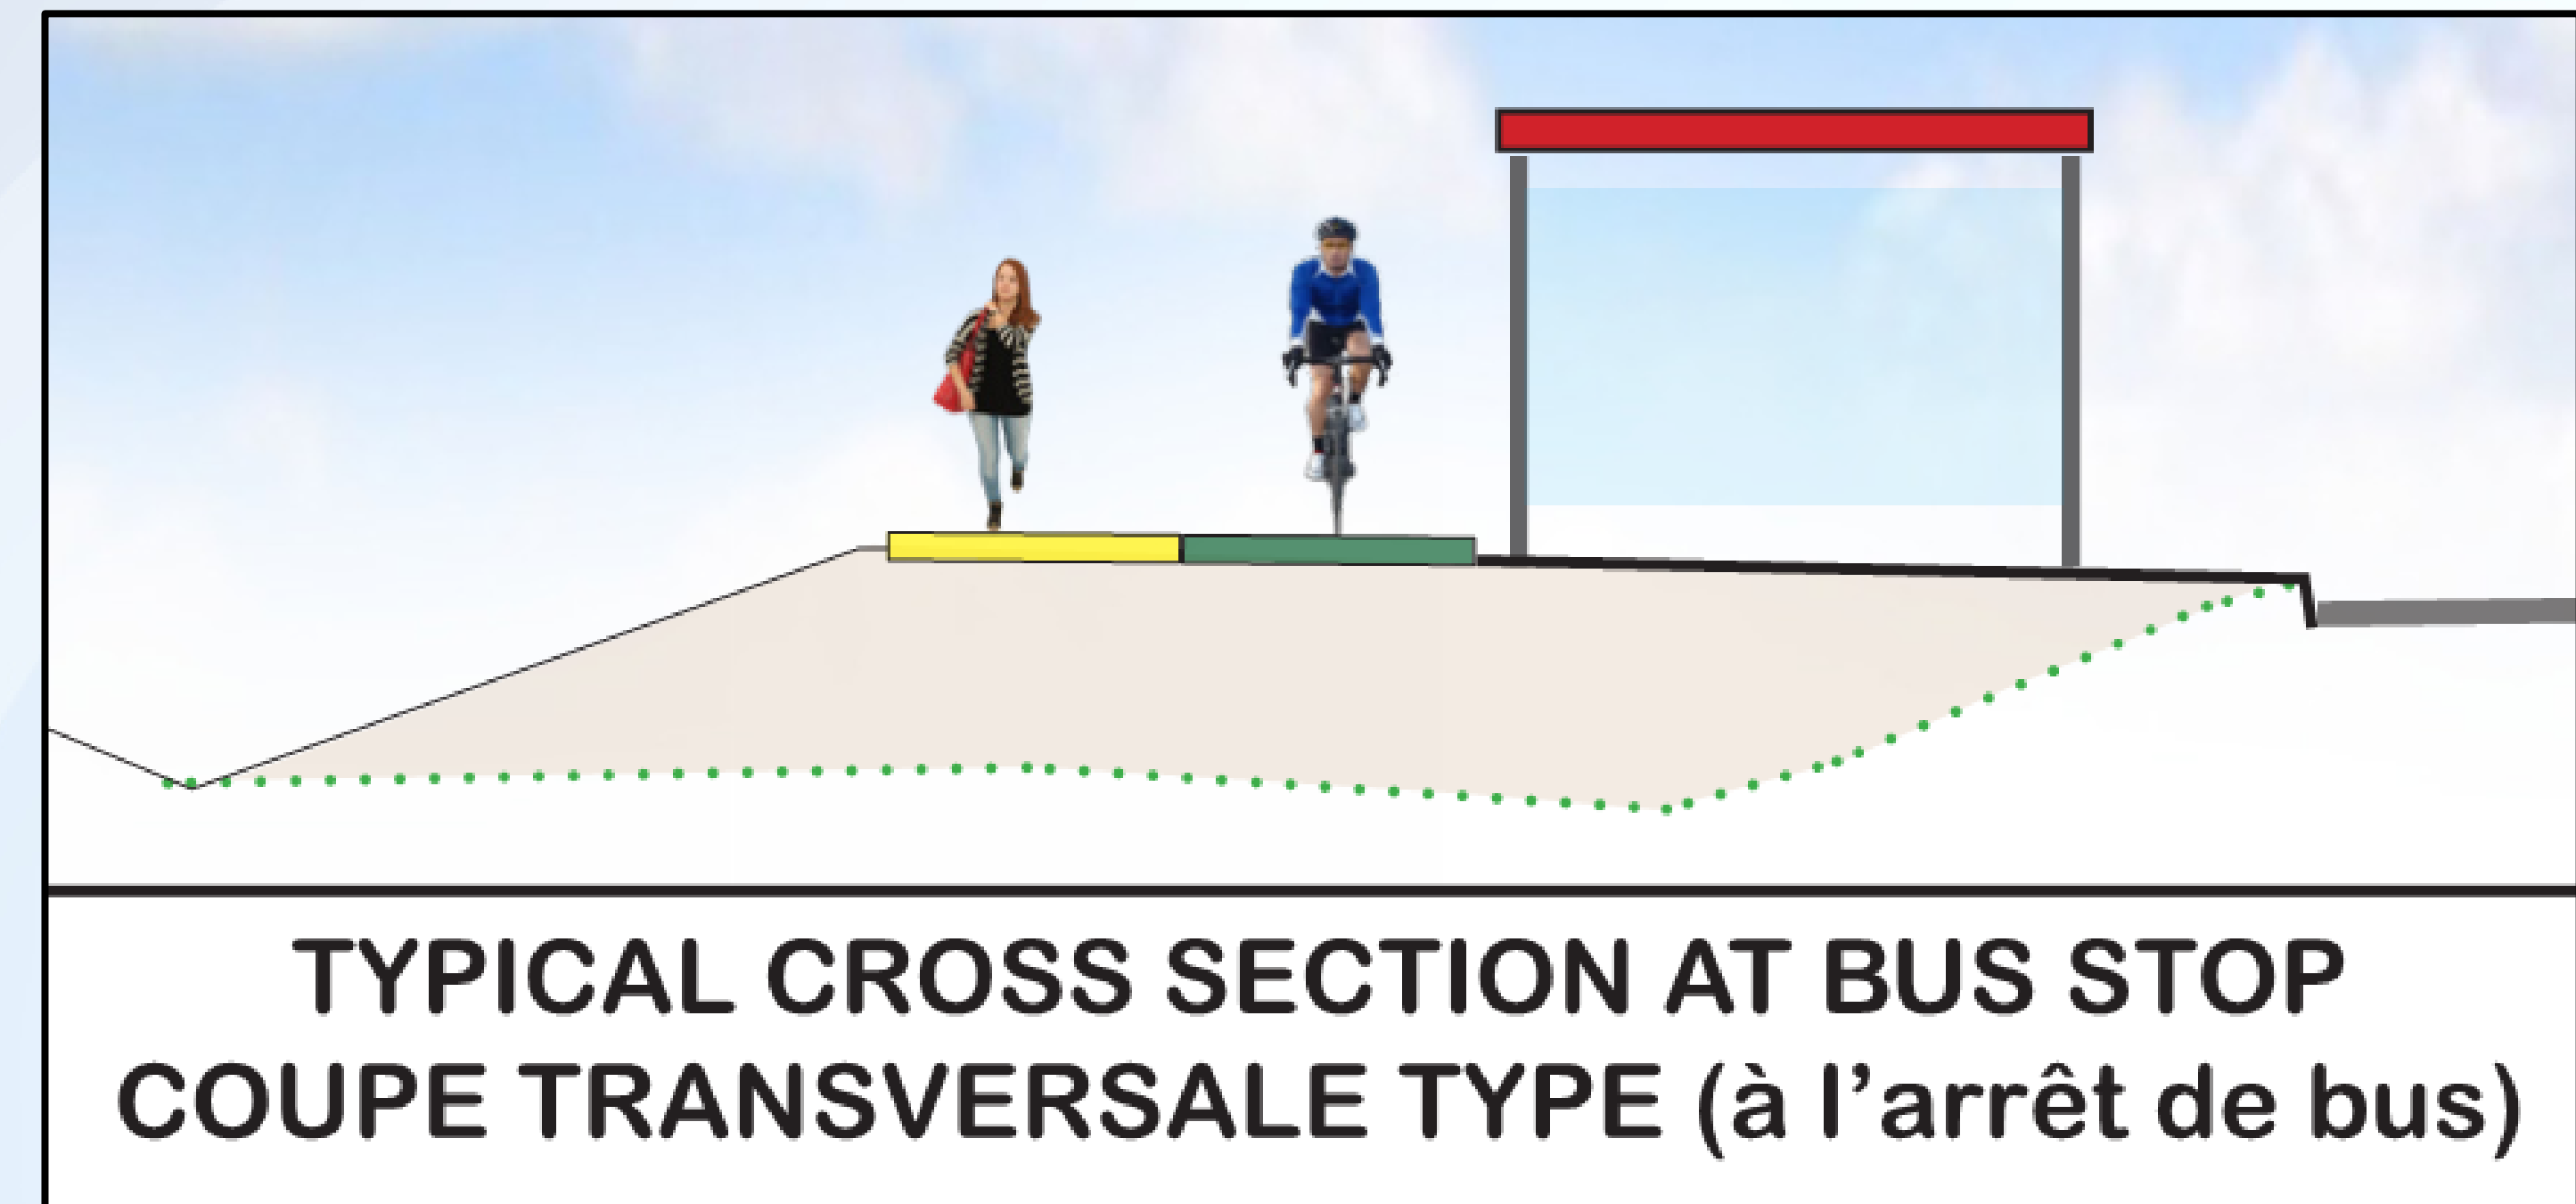 TYPICAL CROSS SECTION AT BUS STOP
COUPE TRANSVERSALE TYPE (à l’arrêt de bus)